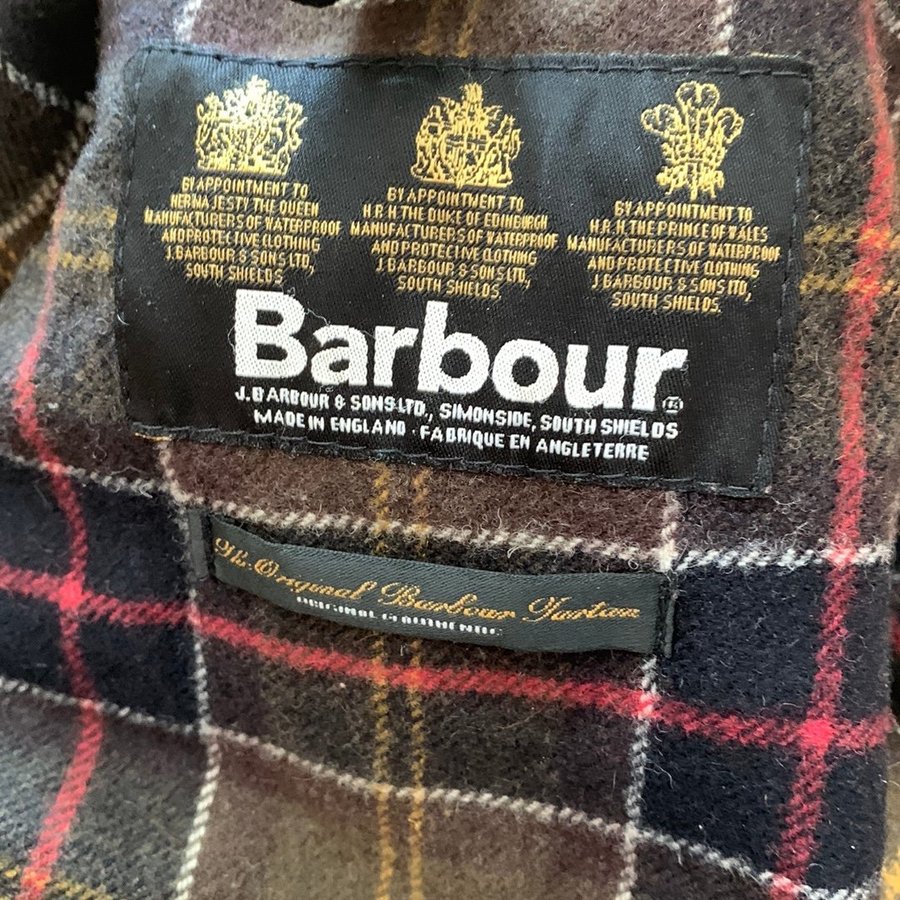 BY APPOINTMENT TO
HER MAJESTY THE QUEEN
MANUFACTURERS OF WATERPROOF
AND PROTECTIVE CLOTHING
J. BARBOUR & SONS LTD,
SOUTH SHIELDS
BY APPOINTMENT TO
H.R.H. THE DUKE OF EDINBURGH
MANUFACTURERS OF WATERPROOF
AND PROTECTIVE CLOTHING
J. BARBOUR & SONS LTD,
SOUTH SHIELDS.
BY APPOINTMENT TO
H.R.H. THE PRINCE OF WALES
MANUFACTURERS OF WATERPROOF
AND PROTECTIVE CLOTHING
J BARBOUR & SONS LTD,
SOUTH SHIELDS.
Barbour®
J. BARBOUR & SONS LTD., SIMONSIDE, SOUTH SHIELDS
MADE IN ENGLAND · FABRIQUE EN ANGLETERRE
The Original Barbour Tartan
ORIGINAL & AUTHENTIC